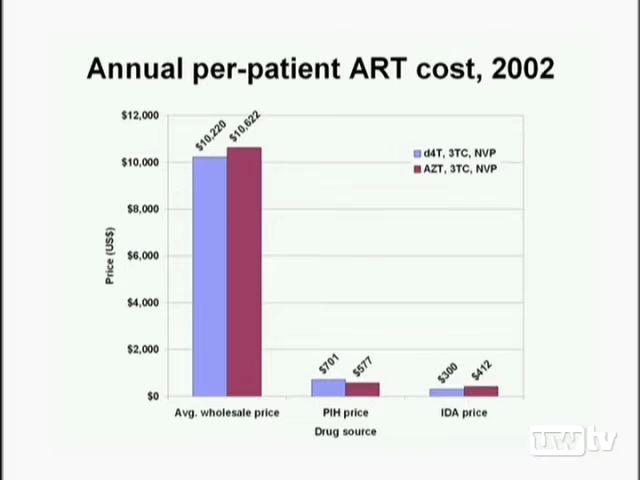 Annual per-patient ART cost, 2002
$12,000
$10,000
$8,000
$6,000
$4,000
$2,000
$0
Price (US$)
$10,220
$10,622
$701
$577
$300
$412
d4T, 3TC, NVP
AZT, 3TC, NVP
Avg. wholesale price
PIH price
IDA price
Drug source
uwtv